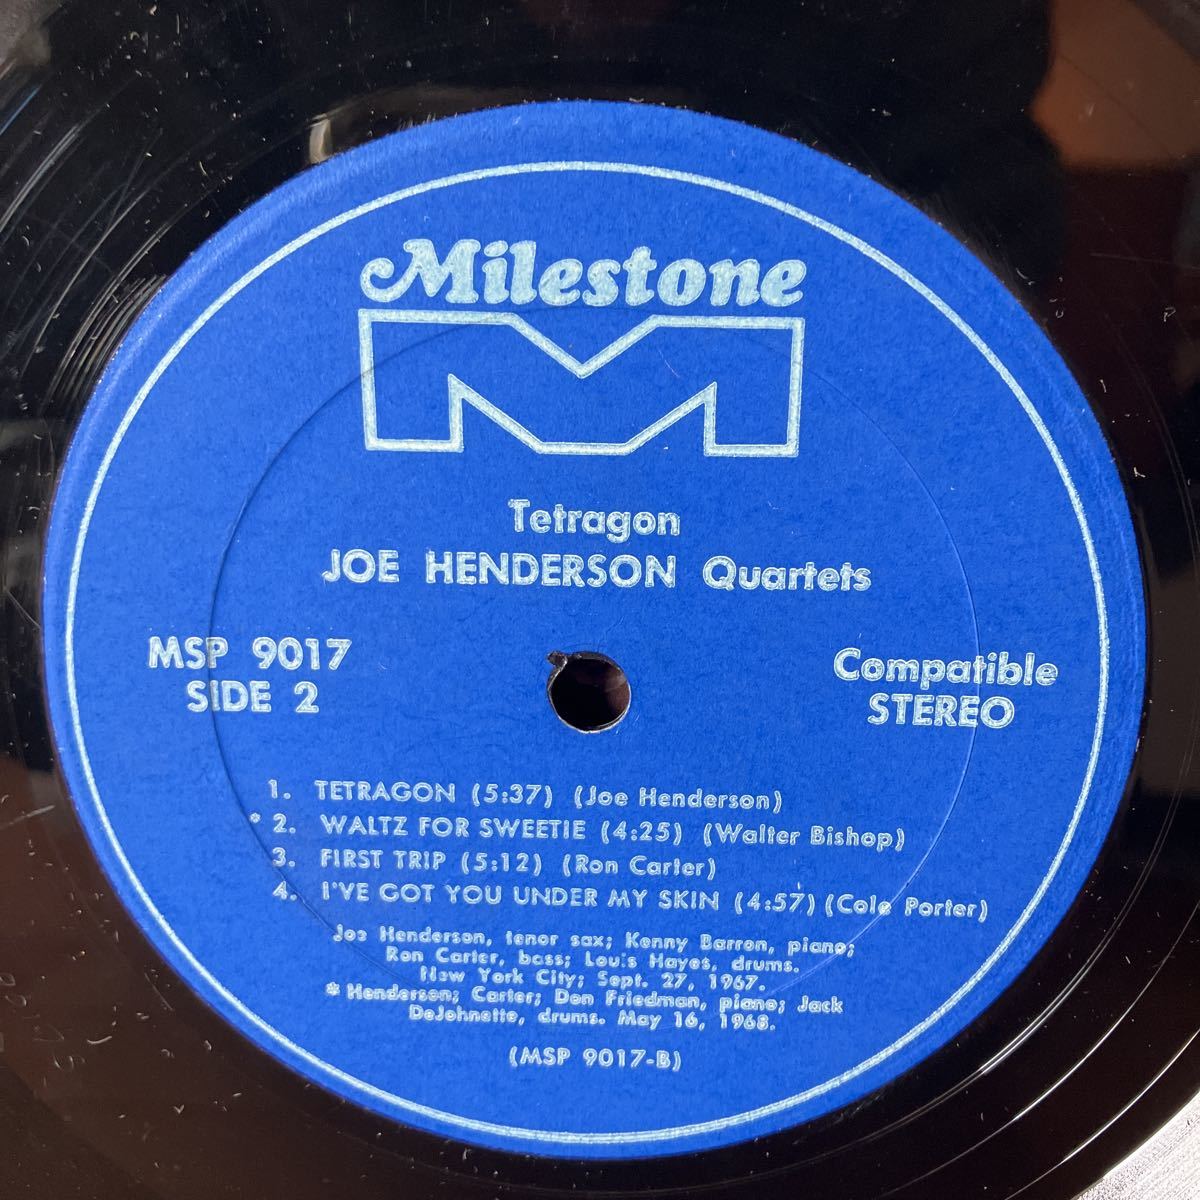 Milestone
M
Tetragon
JOE HENDERSON Quartets
MSP 9017
SIDE 2
Compatible
STEREO
1. TETRAGON (5:37) (Joe Henderson)
* 2. WALTZ FOR SWEETIE (4:25) (Walter Bishop)
3. FIRST TRIP (5:12) (Ron Carter)
4. I'VE GOT YOU UNDER MY SKIN (4:57) (Cole Porter)
Joe Henderson, tenor sax; Kenny Barron, piano;
Ron Carter, bass; Louis Hayes, drums.
New York City; Sept. 27, 1967.
* Henderson; Carter; Don Friedman, piano; Jack
DeJohnette, drums. May 16, 1968.
(MSP 9017-B)